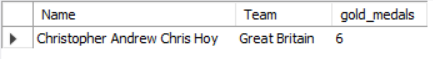 Name Team gold_medals
Christopher Andrew Chris Hoy Great Britain 6